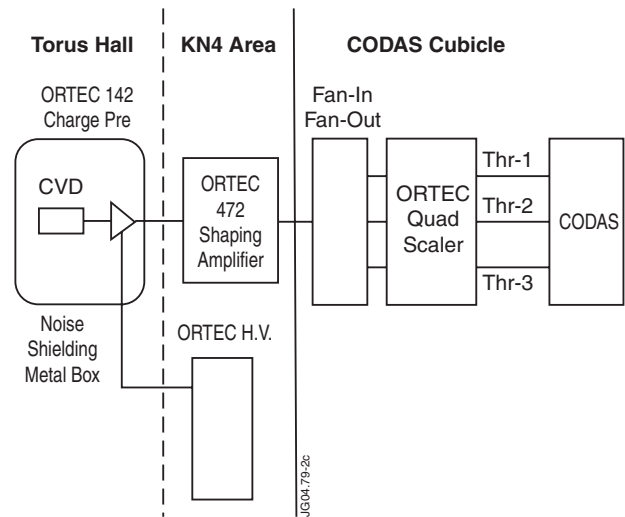 Torus Hall
KN4 Area
CODAS Cubicle
ORTEC 142
Charge Pre
Fan-In
Fan-Out
CVD
ORTEC
472
Shaping
Amplifier
ORTEC
Quad
Scaler
Thr-1
Thr-2
Thr-3
CODAS
Noise
Shielding
Metal Box
ORTEC H.V.
JG04.79-2c